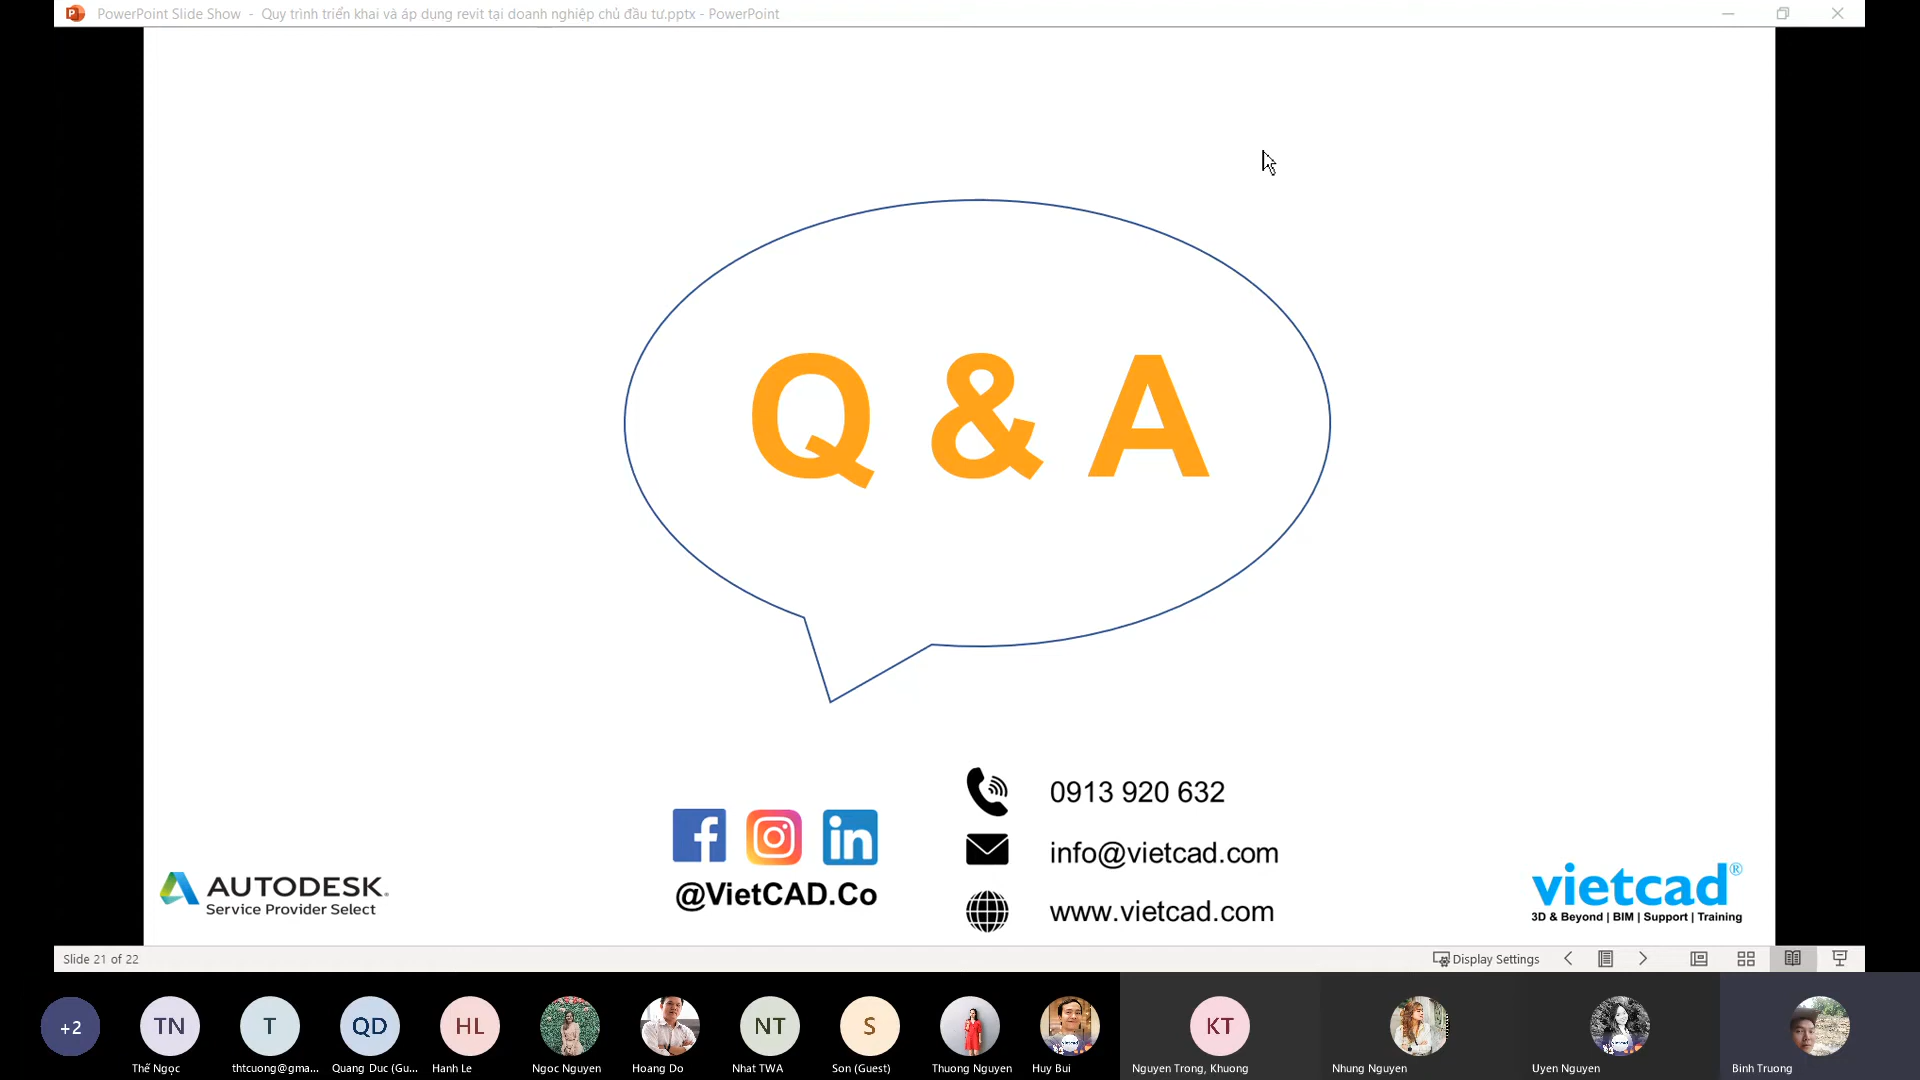 PowerPoint Slide Show - Quy trình triển khai và áp dụng revit tại doanh nghiệp chủ đầu tư.pptx - PowerPoint
Q & A
0913 920 632
info@vietcad.com
@VietCAD.Co
www.vietcad.com
AUTODESK.
Service Provider Select
vietcad®
3D & Beyond | BIM | Support | Training
Slide 21 of 22
Display Settings
+2
TN
T
QD
HL
NT
S
KT
Thế Ngọc
thtcuong@gma...
Quang Duc (Gu...
Hanh Le
Ngoc Nguyen
Hoang Do
Nhat TWA
Son (Guest)
Thuong Nguyen
Huy Bui
Nguyen Trong, Khuong
Nhung Nguyen
Uyen Nguyen
Binh Truong